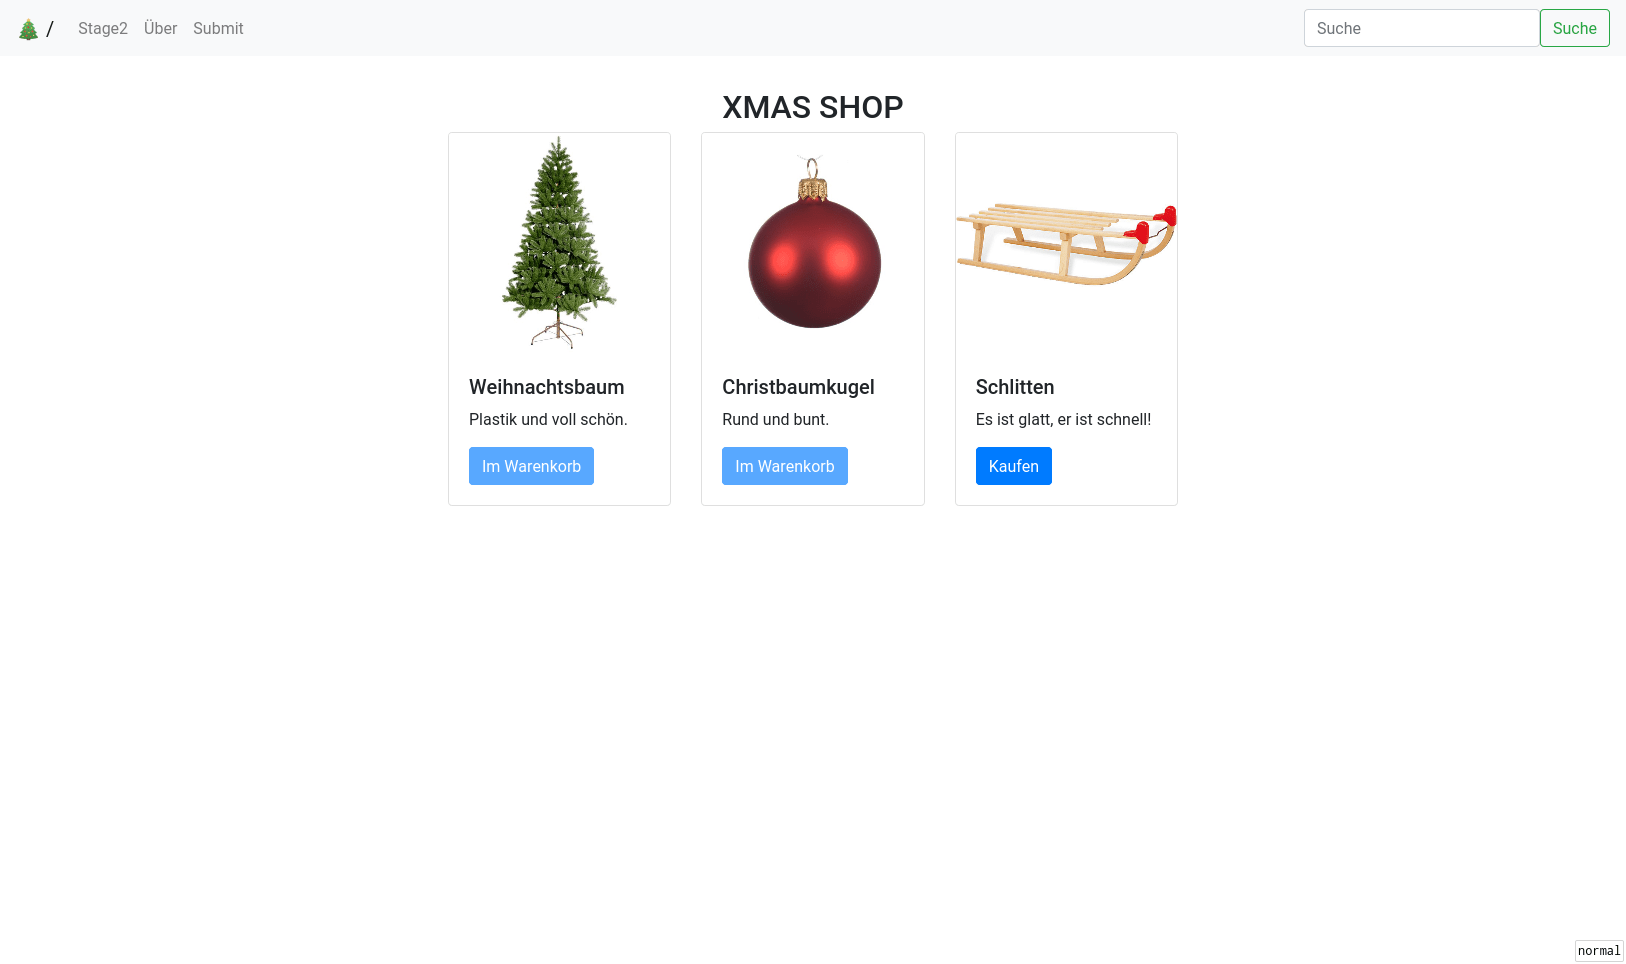 🎄 / Stage2 Über Submit Suche Suche
XMAS SHOP
Weihnachtsbaum
Plastik und voll schön.
Im Warenkorb
Christbaumkugel
Rund und bunt.
Im Warenkorb
Schlitten
Es ist glatt, er ist schnell!
Kaufen
normal